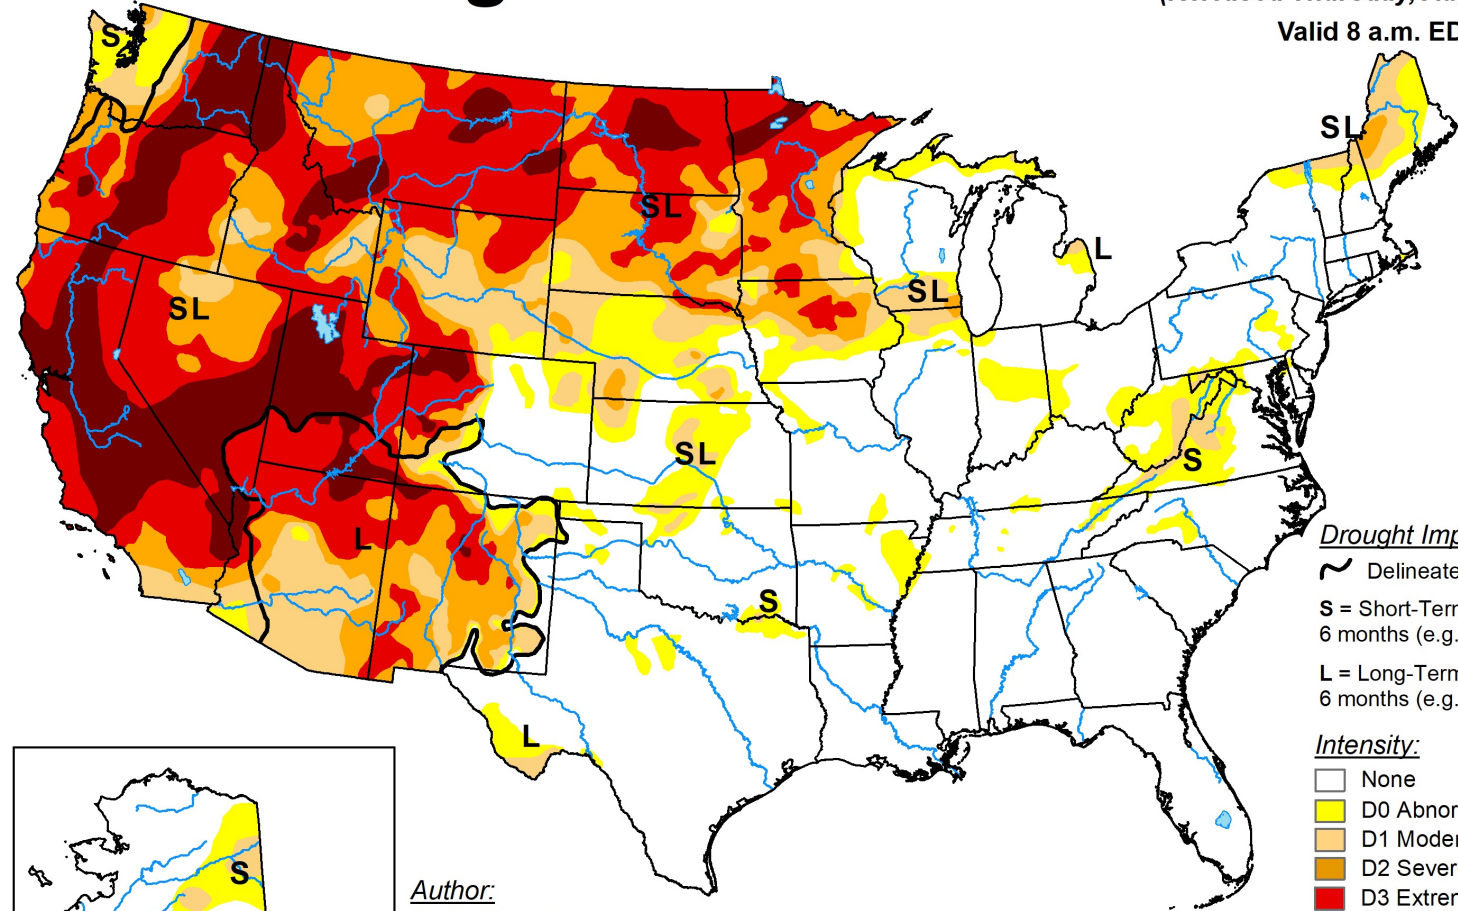 Valid 8 a.m. ED
S
SL
SL
L
SL
SL
SL
S
L
S
L
S
Drought Imp
Delineate
S = Short-Term
6 months (e.g.
L = Long-Term
6 months (e.g.
Intensity:
None
D0 Abnor
D1 Moder
D2 Sever
D3 Extrem
Author: